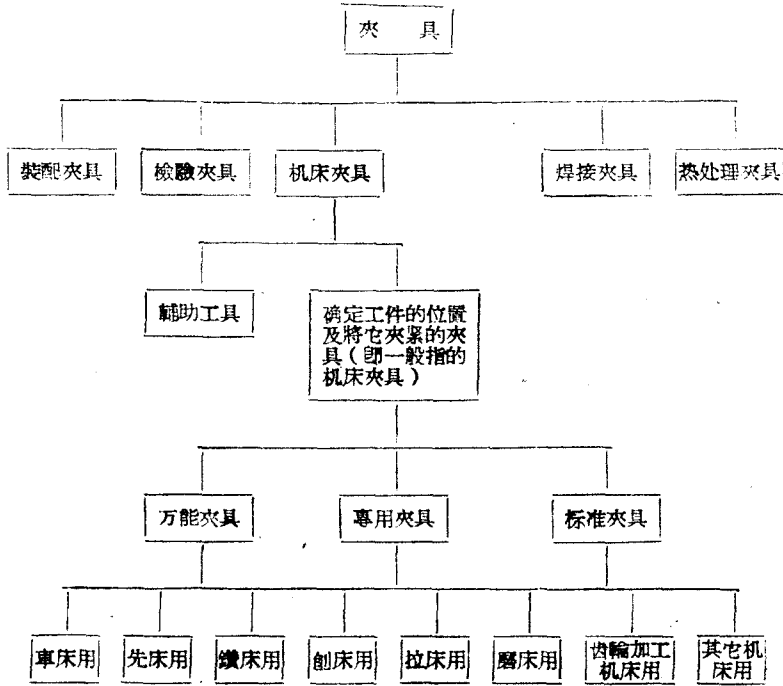 夾 具
裝配夾具
檢驗夾具
机床夾具
焊接夾具
热处理夾具
輔助工具
确定工件的位置
及將它夾紧的夾
具(卽一般指的
机床夾具)
万能夾具
專用夾具
标准夾具
車床用
先床用
鑽床用
刨床用
拉床用
磨床用
齿輪加工
机床用
其它机
床用